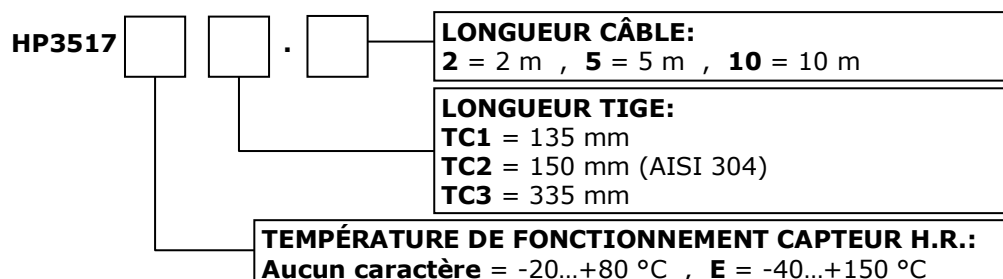 HP3517 .
LONGUEUR CÂBLE:
2 = 2 m , 5 = 5 m , 10 = 10 m
LONGUEUR TIGE:
TC1 = 135 mm
TC2 = 150 mm (AISI 304)
TC3 = 335 mm
TEMPÉRATURE DE FONCTIONNEMENT CAPTEUR H.R.:
Aucun caractère = -20...+80 °C , E = -40...+150 °C